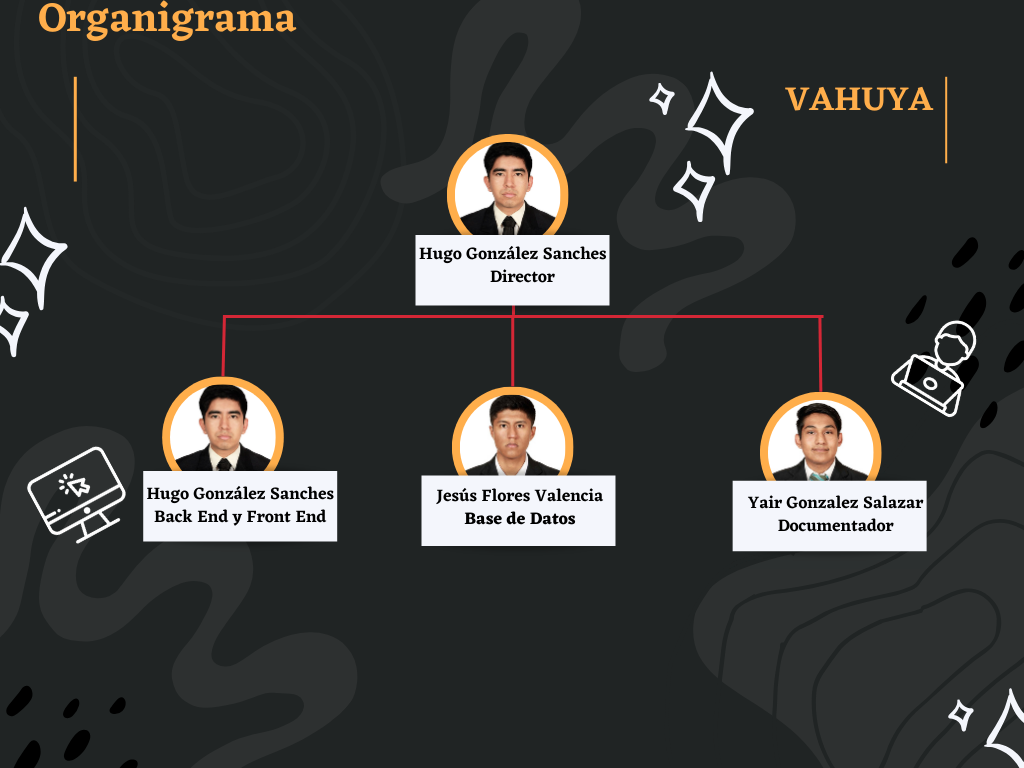 Organigrama
VAHUYA
Hugo González Sanches
Director
Hugo González Sanches
Back End y Front End
Jesús Flores Valencia
Base de Datos
Yair Gonzalez Salazar
Documentador